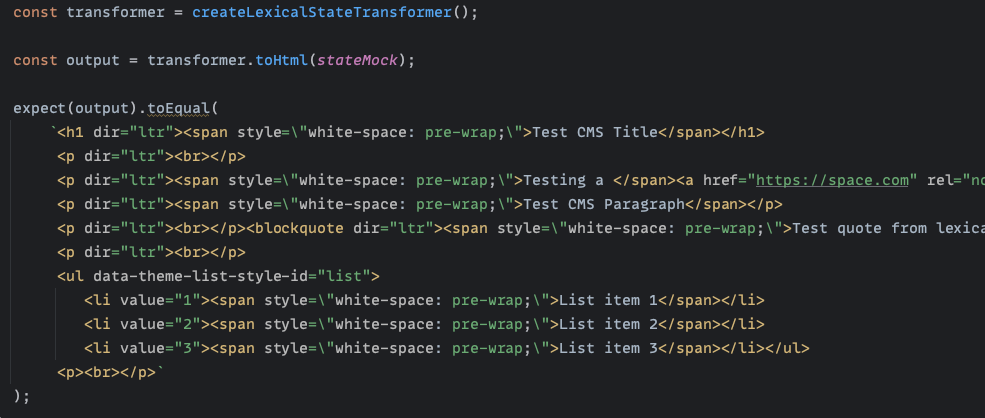 const transformer = createLexicalStateTransformer();
const output = transformer.toHtml(stateMock);
expect(output).toEqual(
`<h1 dir="ltr"><span style=\"white-space: pre-wrap;\">Test CMS Title</span></h1>
<p dir="ltr"><br></p>
<p dir="ltr"><span style=\"white-space: pre-wrap;\">Testing a </span><a href="https://space.com" rel="no
<p dir="ltr"><span style=\"white-space: pre-wrap;\">Test CMS Paragraph</span></p>
<p dir="ltr"><br></p><blockquote dir="ltr"><span style=\"white-space: pre-wrap;\">Test quote from lexica
<p dir="ltr"><br></p>
<ul data-theme-list-style-id="list">
<li value="1"><span style=\"white-space: pre-wrap;\">List item 1</span></li>
<li value="2"><span style=\"white-space: pre-wrap;\">List item 2</span></li>
<li value="3"><span style=\"white-space: pre-wrap;\">List item 3</span></li></ul>
<p><br></p>`
);